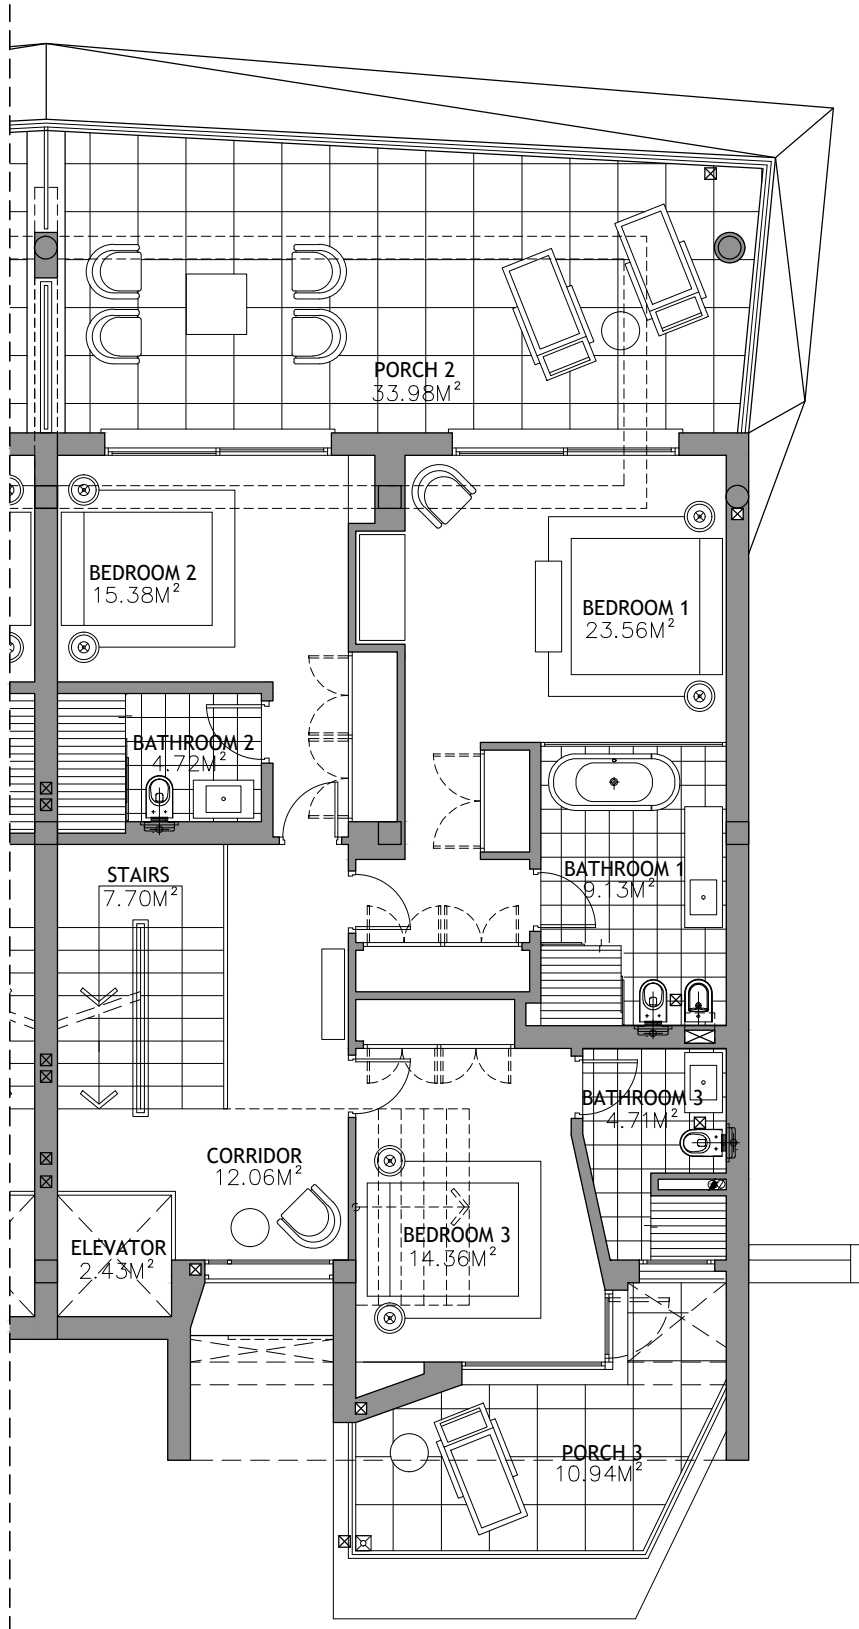 PORCH 2
33.98M²
BEDROOM 2
15.38M²
BEDROOM 1
23.56M²
BATHROOM 2
4.72M²
STAIRS
7.70M²
BATHROOM 1
9.13M²
BATHROOM 3
4.71M²
CORRIDOR
12.06M²
ELEVATOR
2.43M²
BEDROOM 3
14.36M²
PORCH 3
10.94M²